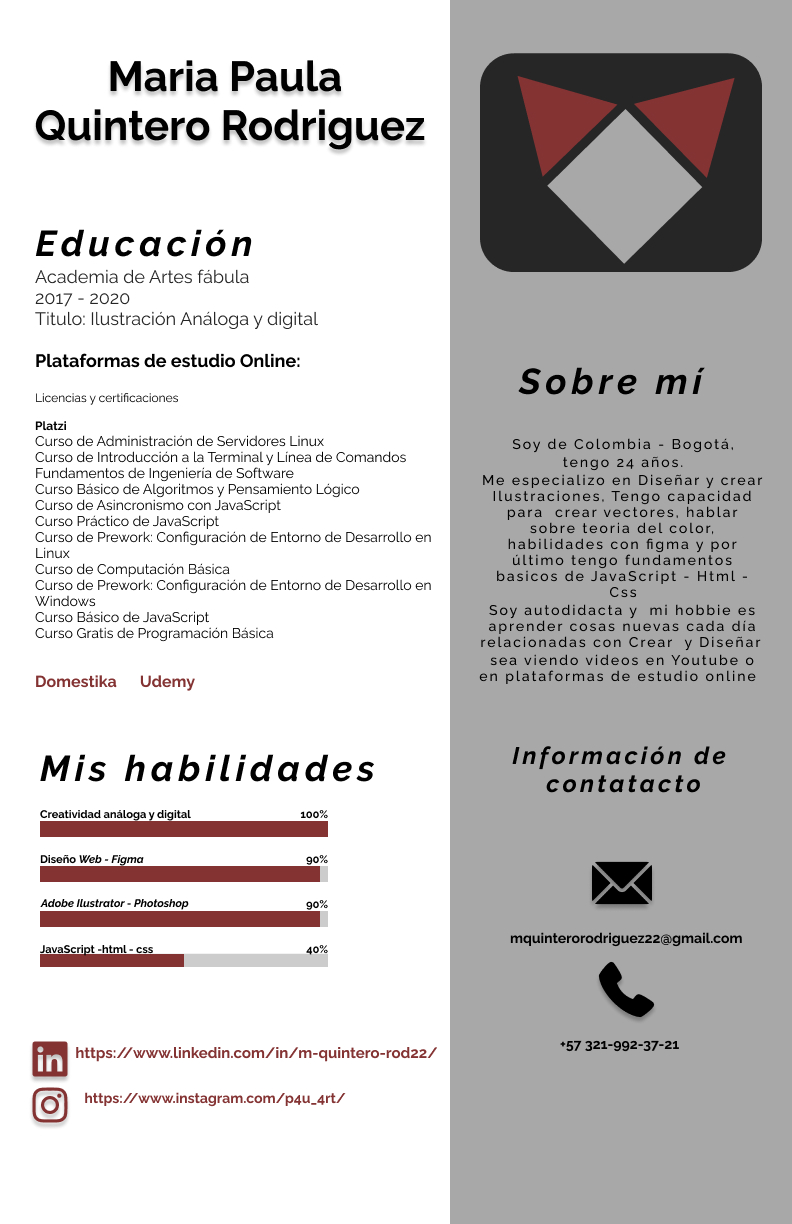 Maria Paula
Quintero Rodriguez
Educación
Academia de Artes fábula
2017 - 2020
Titulo: Ilustración Análoga y digital
Plataformas de estudio Online:
Licencias y certificaciones
Platzi
Curso de Administración de Servidores Linux
Curso de Introducción a la Terminal y Línea de Comandos
Fundamentos de Ingeniería de Software
Curso Básico de Algoritmos y Pensamiento Lógico
Curso de Asincronismo con JavaScript
Curso Práctico de JavaScript
Curso de Prework: Configuración de Entorno de Desarrollo en
Linux
Curso de Computación Básica
Curso de Prework: Configuración de Entorno de Desarrollo en
Windows
Curso Básico de JavaScript
Curso Gratis de Programación Básica
Domestika Udemy
Mis habilidades
Creatividad análoga y digital 100%
Diseño Web - Figma 90%
Adobe Ilustrator - Photoshop 90%
JavaScript -html - css 40%
https://www.linkedin.com/in/m-quintero-rod22/
https://www.instagram.com/p4u_4rt/
Sobre mí
Soy de Colombia - Bogotá,
tengo 24 años.
Me especializo en Diseñar y crear
Ilustraciones, Tengo capacidad
para crear vectores, hablar
sobre teoria del color,
habilidades con figma y por
último tengo fundamentos
basicos de JavaScript - Html -
Css
Soy autodidacta y mi hobbie es
aprender cosas nuevas cada día
relacionadas con Crear y Diseñar
sea viendo videos en Youtube o
en plataformas de estudio online
Información de
contatacto
mquinterorodriguez22@gmail.com
+57 321-992-37-21